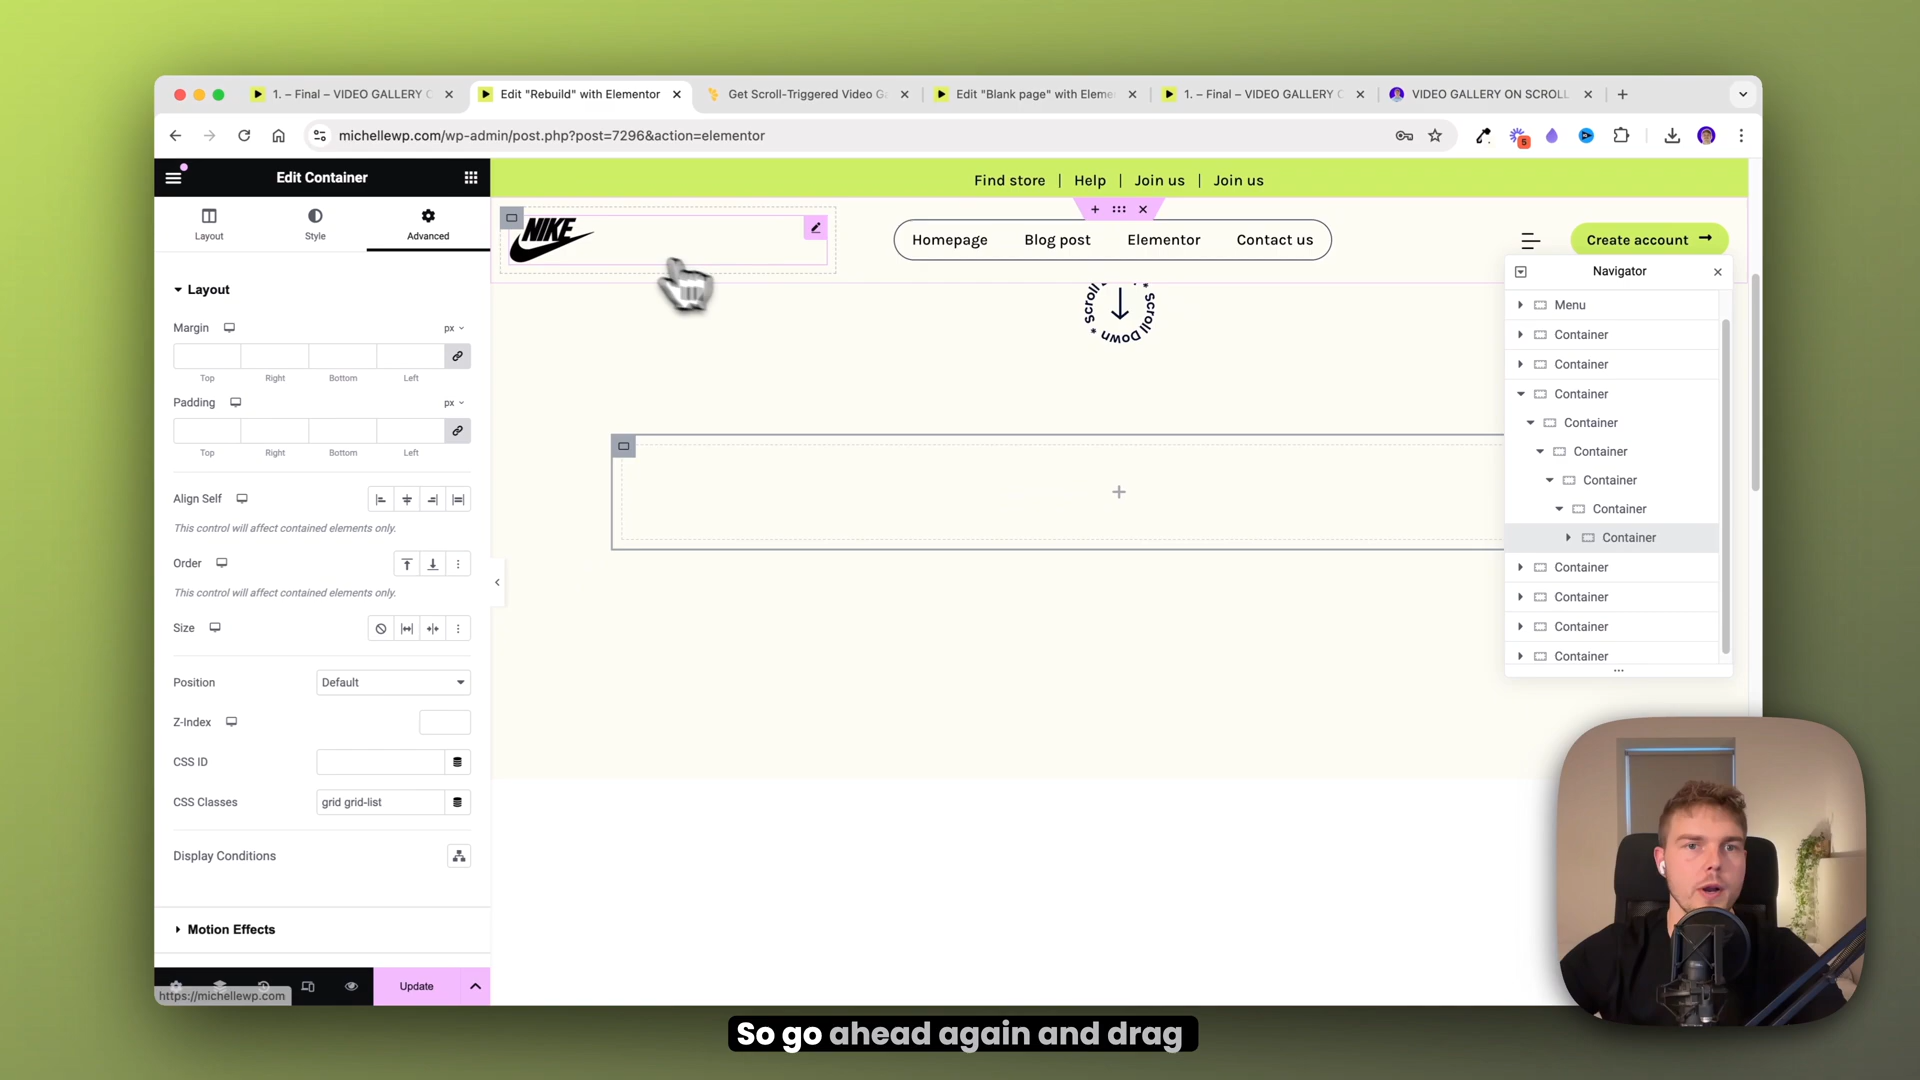 1. – Final – VIDEO GALLERY
Edit "Rebuild" with Elementor
Get Scroll-Triggered Video Ga
Edit "Blank page" with Eleme
1. – Final – VIDEO GALLERY
VIDEO GALLERY ON SCROLL
michellewp.com/wp-admin/post.php?post=7296&action=elementor
5
Edit Container
Layout
Style
Advanced
Layout
Margin
px
Top Right Bottom Left
Padding
px
Top Right Bottom Left
Align Self
This control will affect contained elements only.
Order
This control will affect contained elements only.
Size
Position
Default
Z-Index
CSS ID
CSS Classes
grid grid-list
Display Conditions
Motion Effects
Update
https://michellewp.com
Find store | Help | Join us | Join us
NIKE
Homepage
Blog post
Elementor
Contact us
Create account
Scroll Down * Scroll
Navigator
Menu
Container
Container
Container
Container
Container
Container
Container
Container
Container
Container
Container
Container
So go ahead again and drag